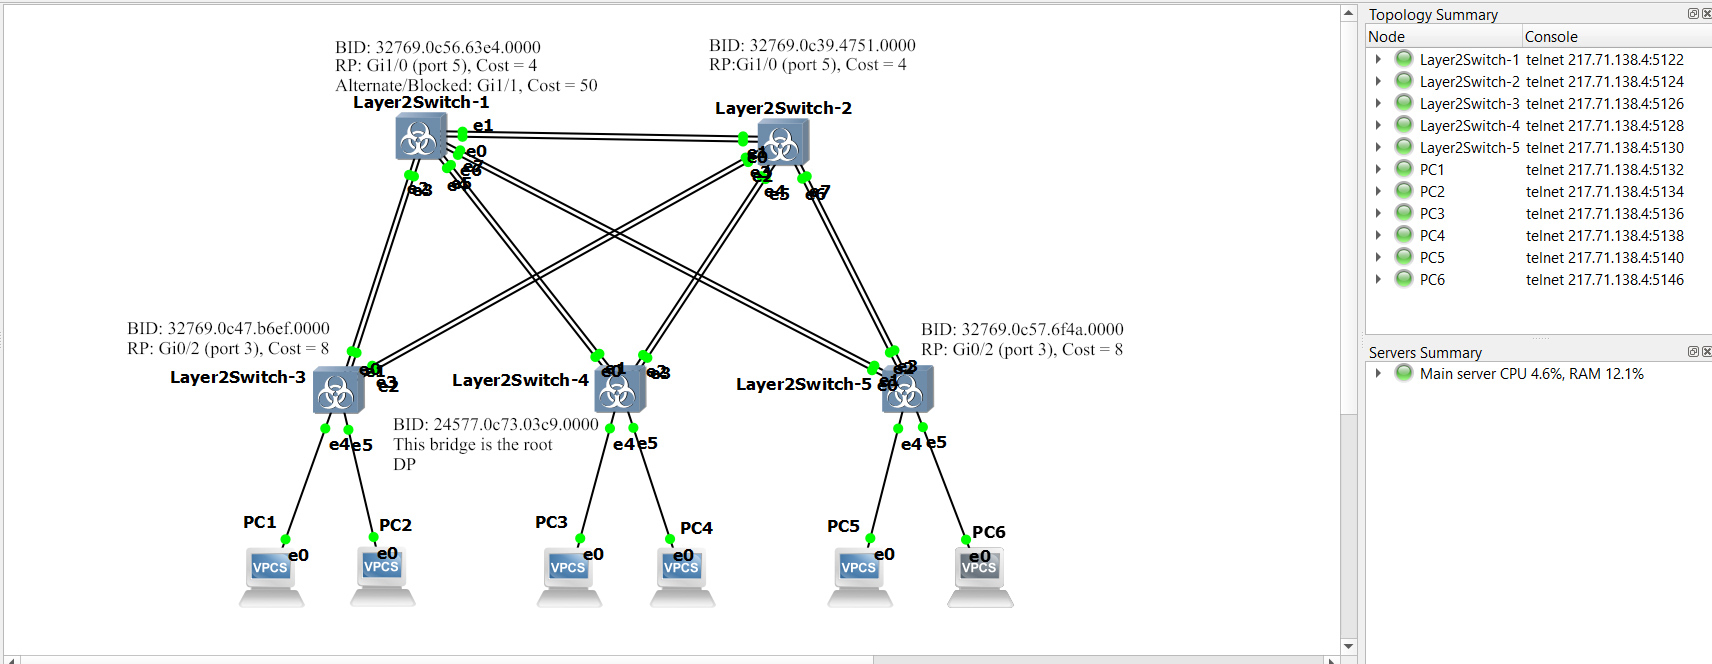 BID: 32769.0c56.63e4.0000
RP: Gi1/0 (port 5), Cost = 4
Alternate/Blocked: Gi1/1, Cost = 50
Layer2Switch-1
BID: 32769.0c39.4751.0000
RP:Gi1/0 (port 5), Cost = 4
Layer2Switch-2
e1
e0
e2
e3
e4
e5
e6
e7
e1
e0
e3
e2
e4
e5
e6
e7
BID: 32769.0c47.b6ef.0000
RP: Gi0/2 (port 3), Cost = 8
Layer2Switch-3
e0
e1
e3
e2
e4
e5
Layer2Switch-4
e0
e1
e2
e3
e4
e5
BID: 24577.0c73.03c9.0000
This bridge is the root
DP
BID: 32769.0c57.6f4a.0000
RP: Gi0/2 (port 3), Cost = 8
Layer2Switch-5
e1
e0
e2
e3
e4
e5
PC1
e0
VPCS
PC2
e0
VPCS
PC3
e0
VPCS
PC4
e0
VPCS
PC5
e0
VPCS
PC6
e0
VPCS
Topology Summary
Node Console
Layer2Switch-1 telnet 217.71.138.4:5122
Layer2Switch-2 telnet 217.71.138.4:5124
Layer2Switch-3 telnet 217.71.138.4:5126
Layer2Switch-4 telnet 217.71.138.4:5128
Layer2Switch-5 telnet 217.71.138.4:5130
PC1 telnet 217.71.138.4:5132
PC2 telnet 217.71.138.4:5134
PC3 telnet 217.71.138.4:5136
PC4 telnet 217.71.138.4:5138
PC5 telnet 217.71.138.4:5140
PC6 telnet 217.71.138.4:5146
Servers Summary
Main server CPU 4.6%, RAM 12.1%